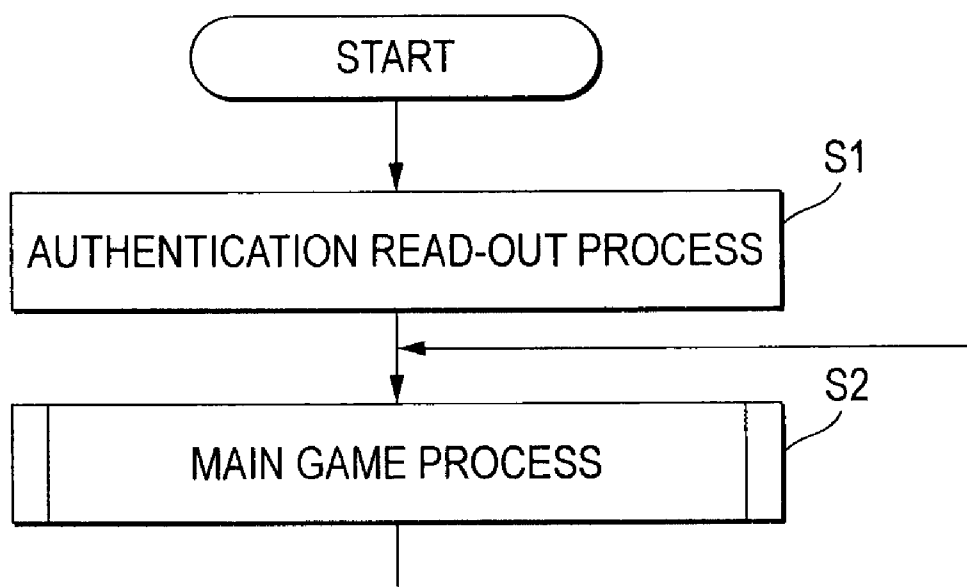 START
S1
AUTHENTICATION READ-OUT PROCESS
S2
MAIN GAME PROCESS